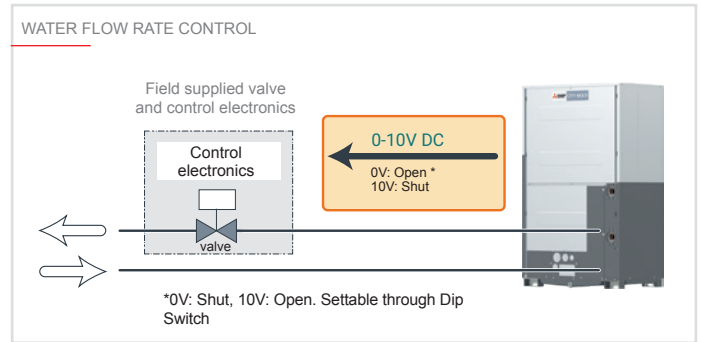 WATER FLOW RATE CONTROL
Field supplied valve
and control electronics
Control
electronics
valve
0-10V DC
0V: Open *
10V: Shut
*0V: Shut, 10V: Open. Settable through Dip
Switch